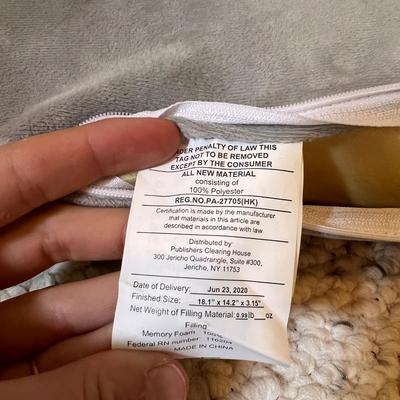 PENALTY OF LAW THIS
TAG NOT TO BE REMOVED
EXCEPT BY THE CONSUMER
ALL NEW MATERIAL
consisting of
100% Polyester
REG.NO.PA-27705(HK)
Certification is made by the manufacturer
that materials in this article are
described in accordance with law
Distributed by
Publishers Clearing House
300 Jericho Quadrangle, Suite #300,
Jericho, NY 11753
Date of Delivery: Jun 23, 2020
Finished Size: 18.1" x 14.2" x 3.15"
Net Weight of Filling Material: 0.99 lb oz
Filling
Memory Foam
Federal RN number: 116204
MADE IN CHINA